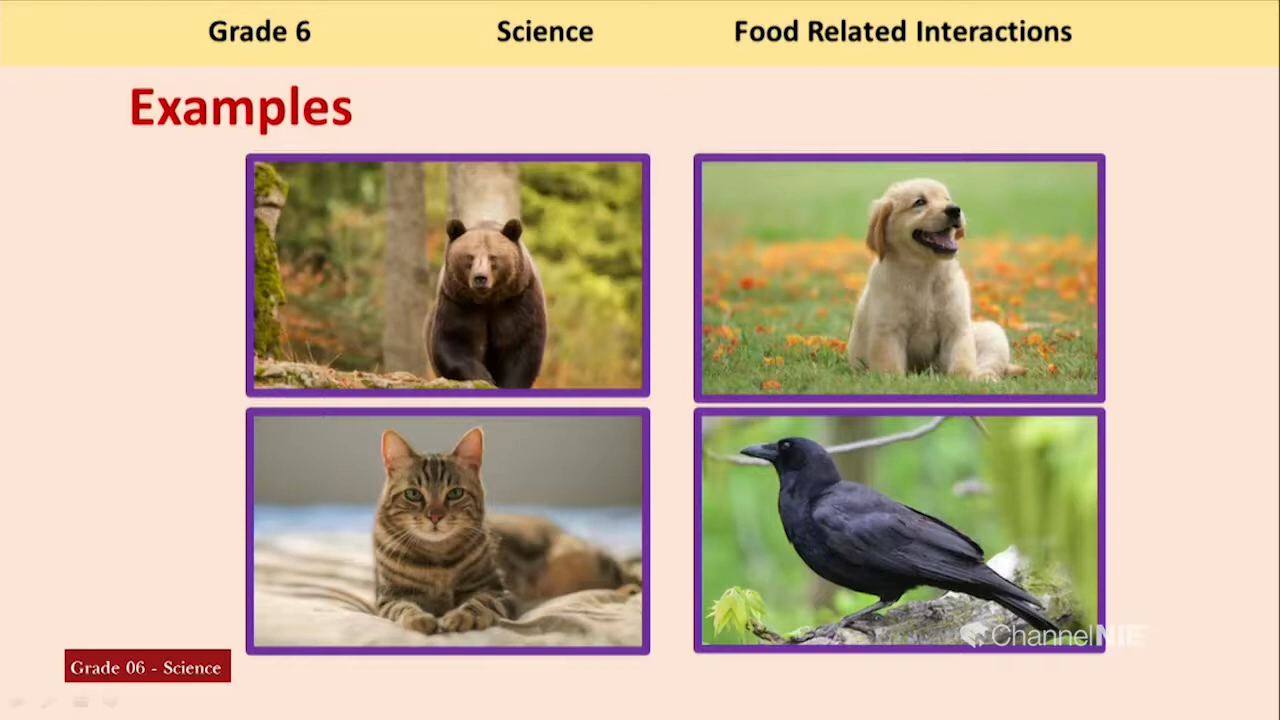 Grade 6 Science Food Related Interactions
Examples
ChannelNIE
Grade 06 - Science